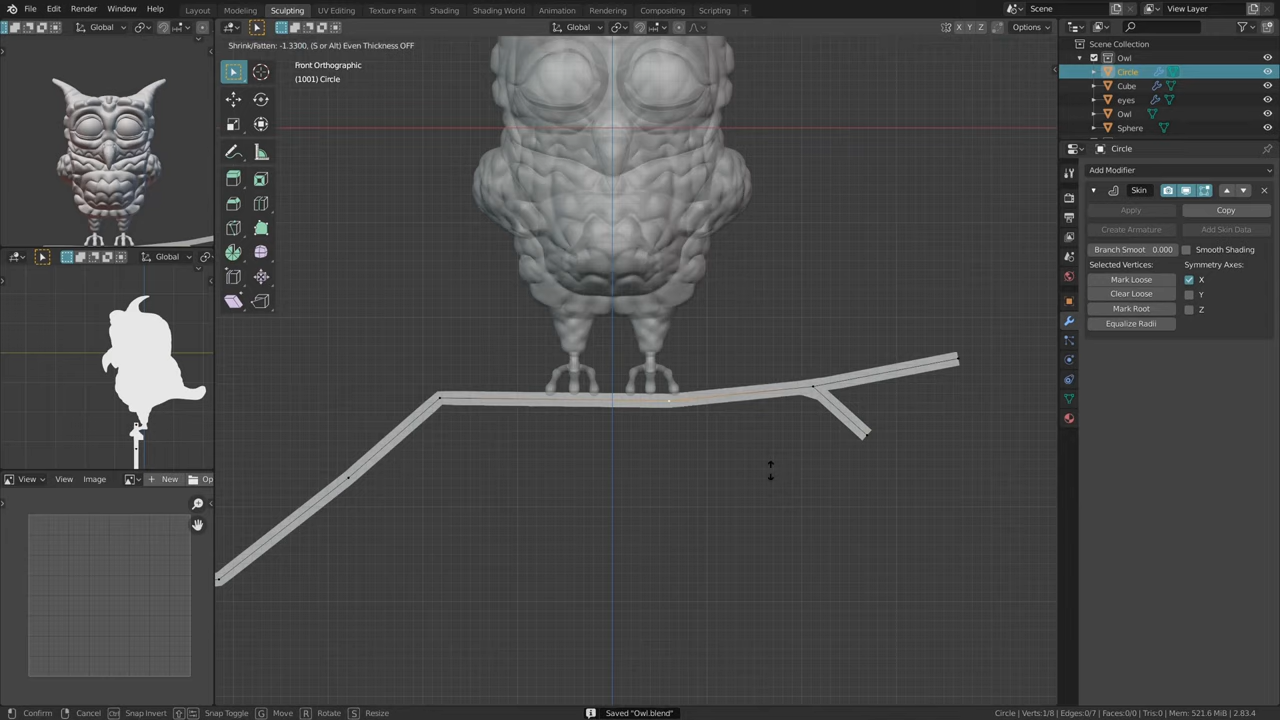 File Edit Render Window Help
Layout Modeling Sculpting UV Editing Texture Paint Shading Shading World Animation Rendering Compositing Scripting +
Scene
View Layer
Global
Global
X Y Z
Options
Shrink/Fatten: -1.3300, (S or Alt) Even Thickness OFF
Front Orthographic
(1001) Circle
Global
View View Image
New
Op
Scene Collection
Owl
Circle
Cube
eyes
Owl
Sphere
Circle
Add Modifier
Skin
Apply
Copy
Create Armature
Add Skin Data
Branch Smoot 0.000
Smooth Shading
Selected Vertices:
Symmetry Axes:
Mark Loose
X
Clear Loose
Y
Mark Root
Z
Equalize Radii
Confirm Cancel Ctrl Snap Invert Snap Toggle G Move R Rotate S Resize
Saved "Owl.blend"
Circle: Verts:1/8 | Edges:0/7 | Faces:0/0 | Tris:0 | Mem: 521.6 MiB | 2.83.4